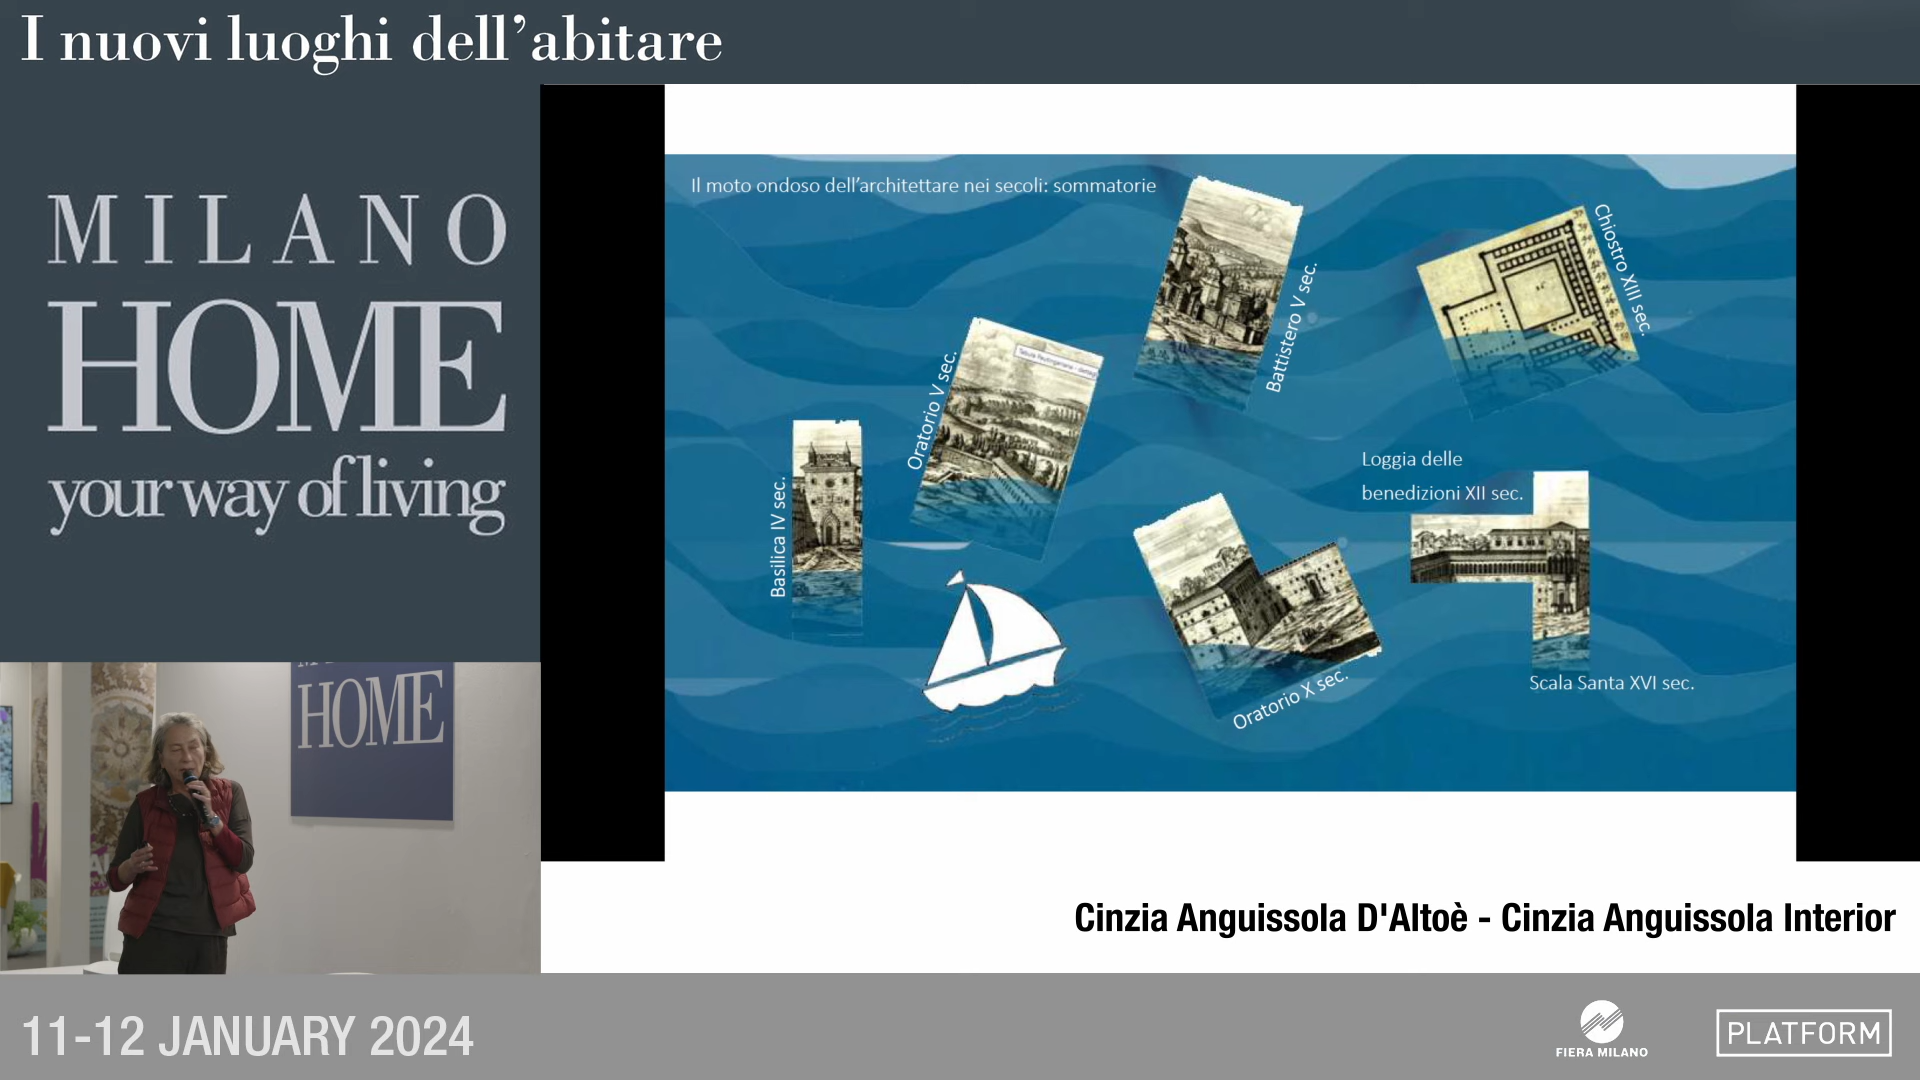 I nuovi luoghi dell'abitare
MILANO
HOME
your way of living
Il moto ondoso dell'architettare nei secoli: sommatorie
Basilica IV sec.
Oratorio V sec.
Battistero V sec.
Chiostro XIII sec.
Loggia delle
benedizioni XII sec.
Oratorio X sec.
Scala Santa XVI sec.
HOME
Cinzia Anguissola D'Altoè - Cinzia Anguissola Interior
11-12 JANUARY 2024
FIERA MILANO
PLATFORM